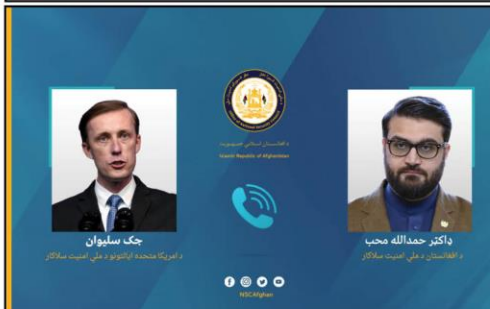 د افغانستان اسلامي جمهوریت
Islamic Republic of Afghanistan
جک سلیوان
د امریکا متحده ایالتونو د ملي امنیت سلاکار
ډاکټر حمدالله محب
د افغانستان د ملي امنیت سلاکار
NSCAfghan